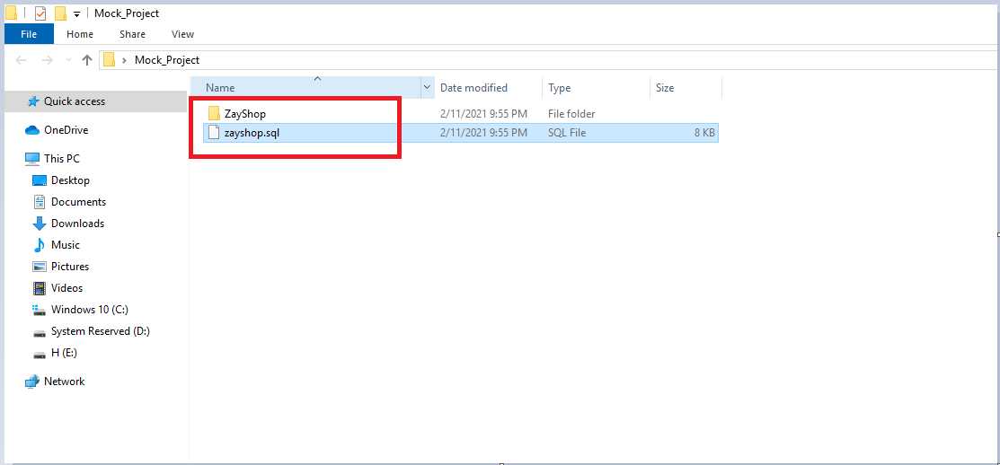 Mock_Project
File Home Share View
Mock_Project
Name Date modified Type Size
Quick access
OneDrive
This PC
Desktop
Documents
Downloads
Music
Pictures
Videos
Windows 10 (C:)
System Reserved (D:)
H (E:)
Network
ZayShop 2/11/2021 9:55 PM File folder
zayshop.sql 2/11/2021 9:55 PM SQL File 8 KB